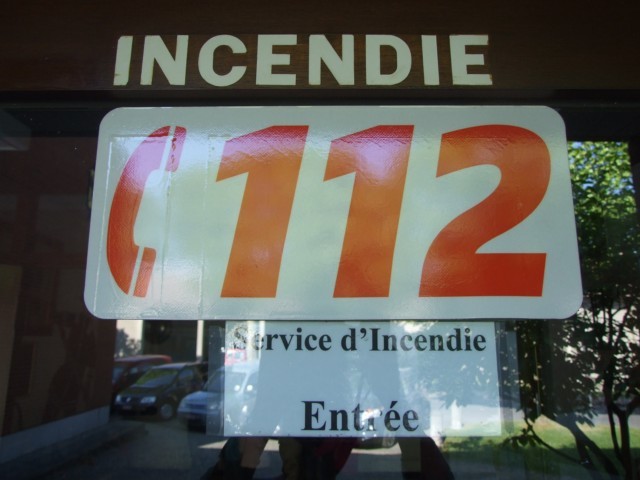 INCENDIE
112
Service d'Incendie
Entrée